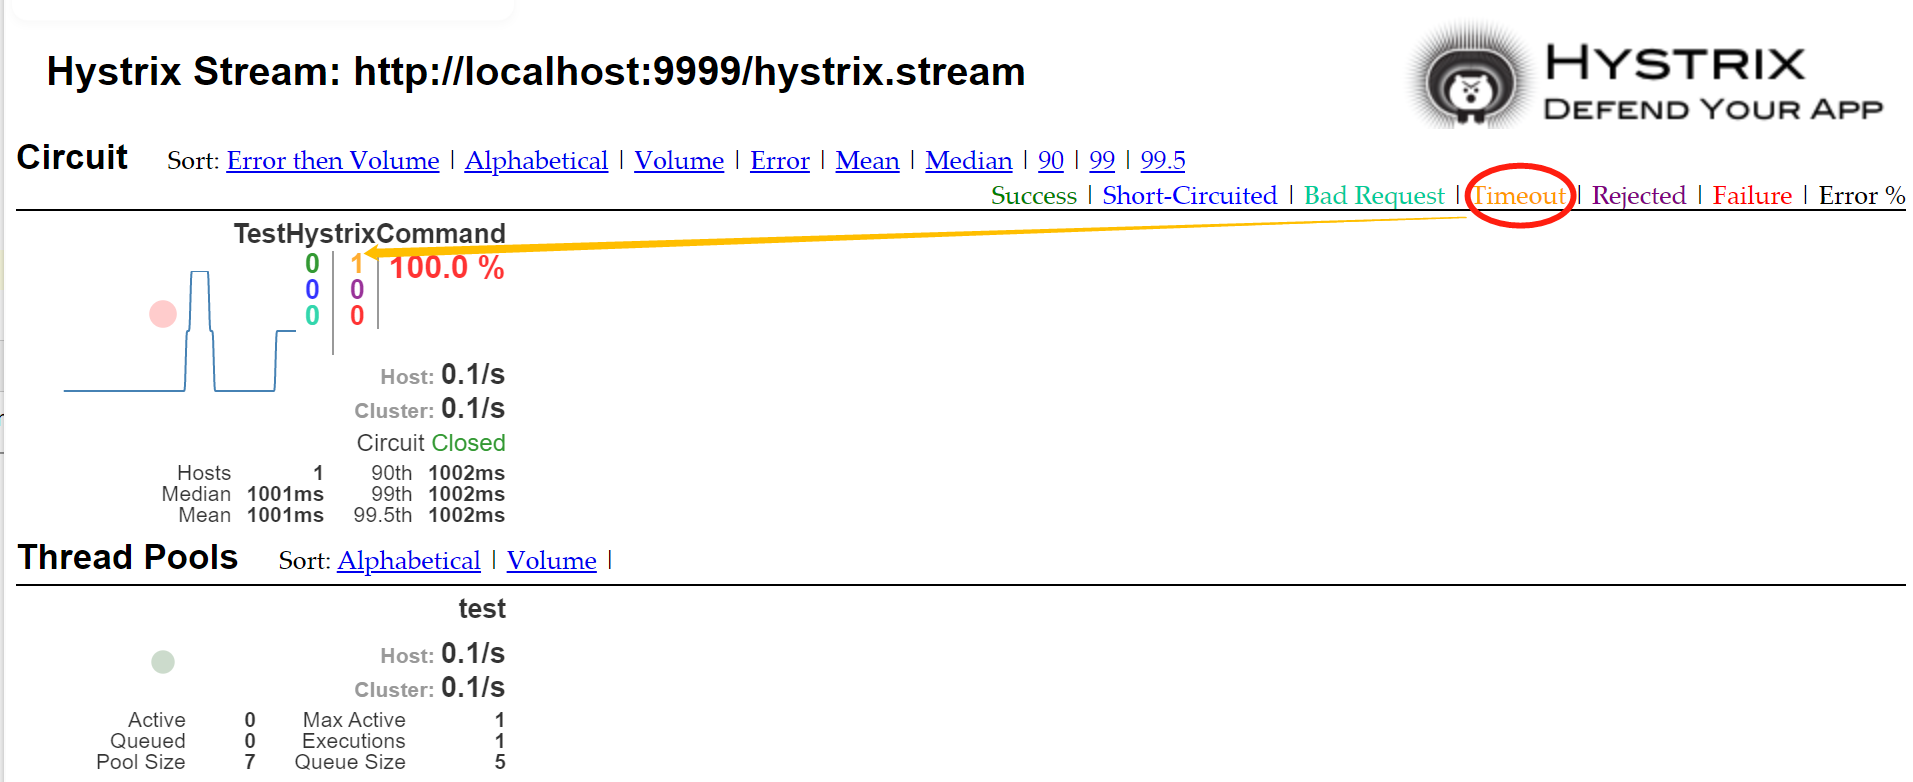 Hystrix Stream: http://localhost:9999/hystrix.stream
HYSTRIX
DEFEND YOUR APP
Circuit Sort: Error then Volume | Alphabetical | Volume | Error | Mean | Median | 90 | 99 | 99.5
Success | Short-Circuited | Bad Request | Timeout | Rejected | Failure | Error %
TestHystrixCommand
0 1 100.0 %
0 0
0 0
Host: 0.1/s
Cluster: 0.1/s
Circuit Closed
Hosts 1 90th 1002ms
Median 1001ms 99th 1002ms
Mean 1001ms 99.5th 1002ms
Thread Pools Sort: Alphabetical | Volume |
test
Host: 0.1/s
Cluster: 0.1/s
Active 0 Max Active 1
Queued 0 Executions 1
Pool Size 7 Queue Size 5